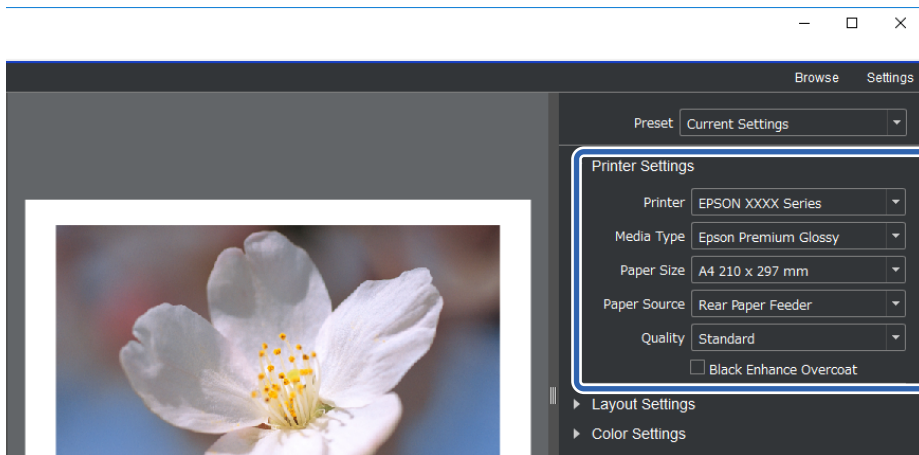 Browse Settings
Preset Current Settings
Printer Settings
Printer EPSON XXXX Series
Media Type Epson Premium Glossy
Paper Size A4 210 x 297 mm
Paper Source Rear Paper Feeder
Quality Standard
Black Enhance Overcoat
Layout Settings
Color Settings